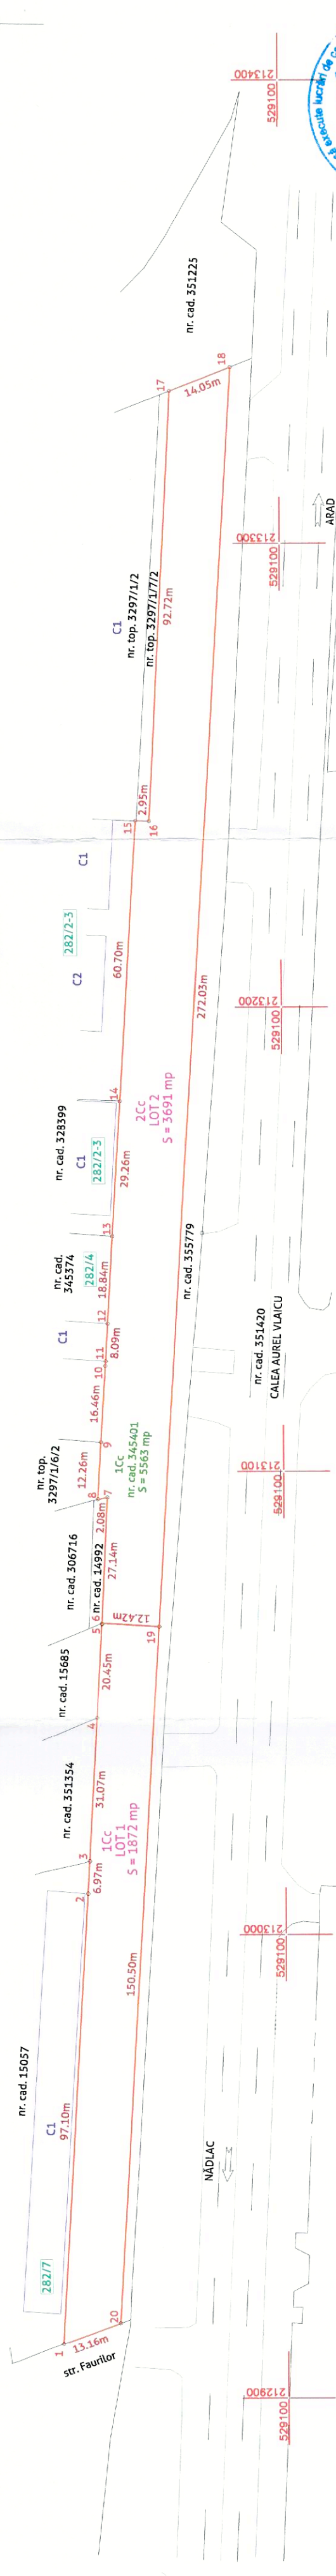 213400
529100
să execute lucrări de
nr. cad. 351225
17
18
14.05m
213300
529100
ARAD
C1
nr. top. 3297/1/2
nr. top. 3297/1/7/2
92.72m
15
2.95m
16
C1
282/2-3
C2
60.70m
272.03m
213200
529100
14
nr. cad. 328399
C1
282/2-3
29.26m
2Cc
LOT 2
S = 3691 mp
13
nr. cad.
345374
282/4
18.84m
nr. cad. 355779
12
C1
8.09m
11
10
nr. cad. 351420
CALEA AUREL VLAICU
16.46m
9
1Cc
nr. cad. 345401
S = 5563 mp
nr. top.
3297/1/6/2
12.26m
213100
529100
8
7
2.08m
nr. cad. 306716
nr. cad. 14992
27.14m
6
5
12.42m
19
nr. cad. 15685
20.45m
4
nr. cad. 351354
31.07m
1Cc
LOT 1
S = 1872 mp
3
6.97m
2
213000
529100
150.50m
nr. cad. 15057
C1
97.10m
NĂDLAC
282/7
20
1
13.16m
str. Faurilor
212900
529100